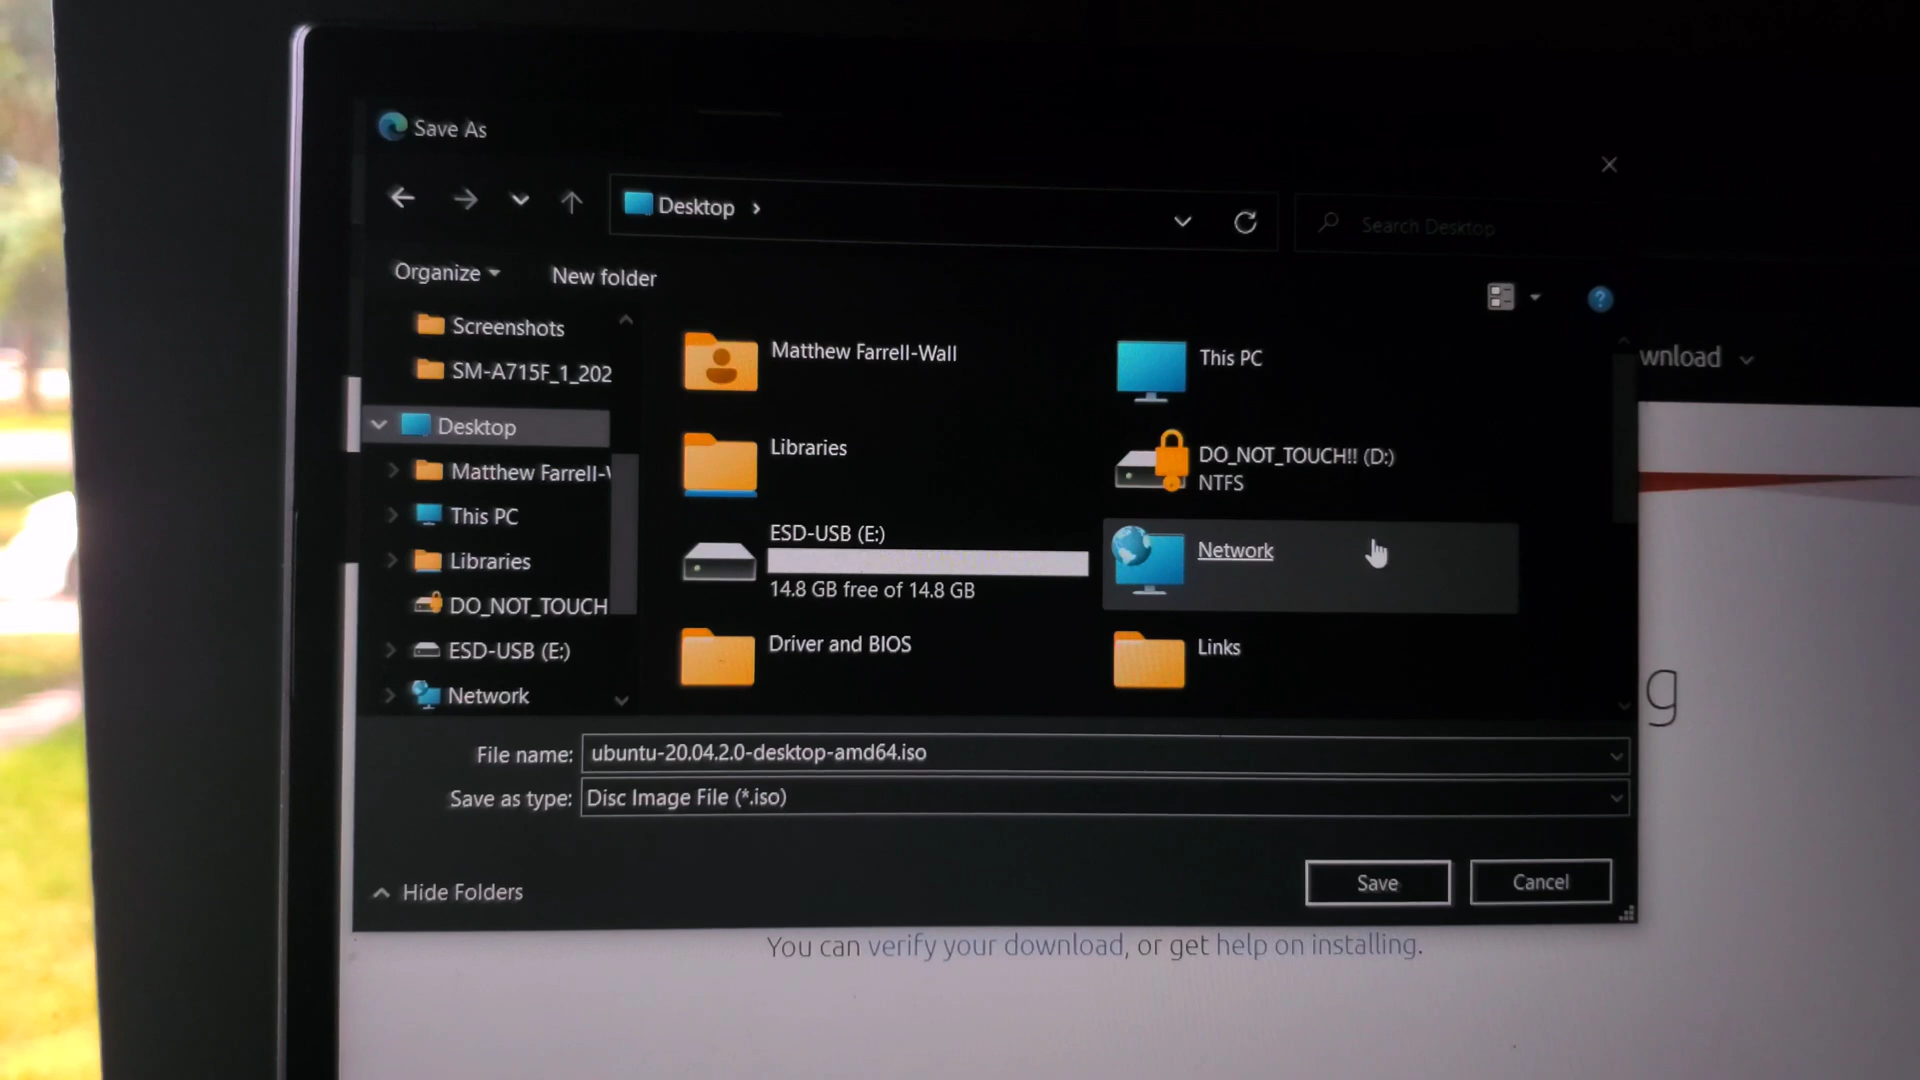 Save As
Desktop
Search Desktop
Organize
New folder
Screenshots
SM-A715F_1_202
Desktop
Matthew Farrell-W
This PC
Libraries
DO_NOT_TOUCH
ESD-USB (E:)
Network
Matthew Farrell-Wall
This PC
Libraries
DO_NOT_TOUCH!! (D:)
NTFS
ESD-USB (E:)
14.8 GB free of 14.8 GB
Network
Driver and BIOS
Links
wnload
g
File name: ubuntu-20.04.2.0-desktop-amd64.iso
Save as type: Disc Image File (*.iso)
Hide Folders
Save
Cancel
You can verify your download, or get help on installing.